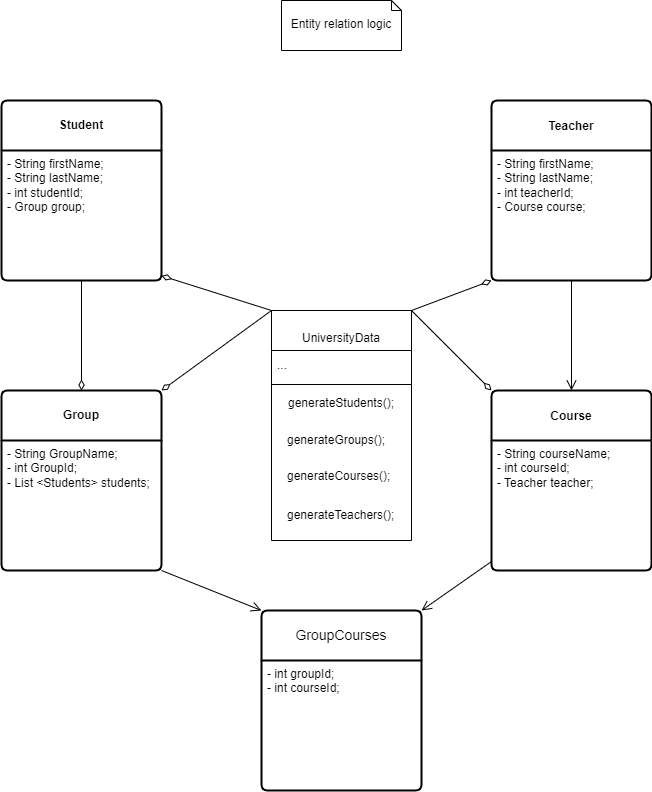 Entity relation logic
Student
- String firstName;
- String lastName;
- int studentId;
- Group group;
Teacher
- String firstName;
- String lastName;
- int teacherId;
- Course course;
UniversityData
...
generateStudents();
generateGroups();
generateCourses();
generateTeachers();
Group
- String GroupName;
- int GroupId;
- List <Students> students;
Course
- String courseName;
- int courseId;
- Teacher teacher;
GroupCourses
- int groupId;
- int courseId;